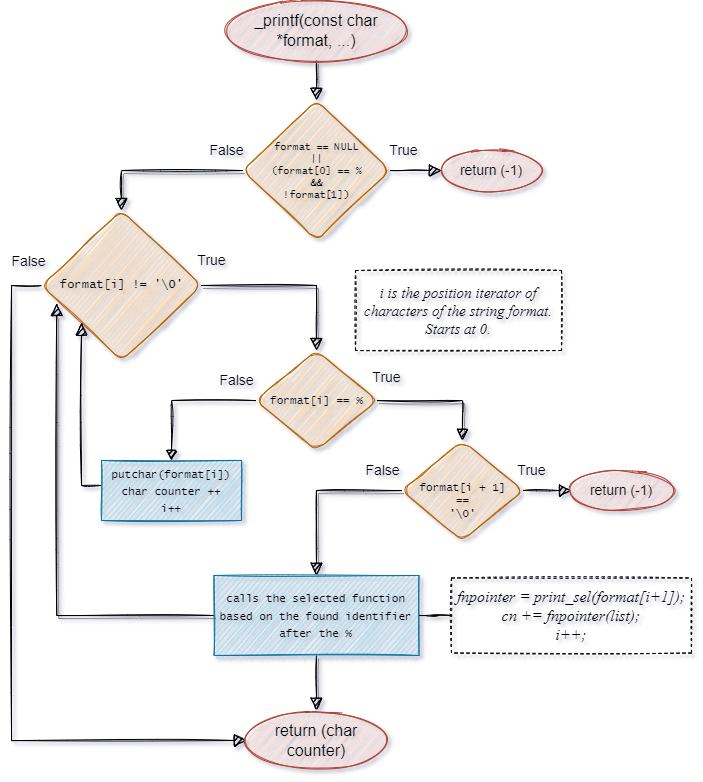 _printf(const char
*format, ...)
format == NULL
||
(format[0] == %
&&
!format[1])
False
True
return (-1)
False
True
format[i] != '\0'
i is the position iterator of
characters of the string format.
Starts at 0.
False
True
format[i] == %
putchar(format[i])
char counter ++
i++
False
True
format[i + 1]
==
'\0'
return (-1)
calls the selected function
based on the found identifier
after the %
fnpointer = print_sel(format[i+1]);
cn += fnpointer(list);
i++;
return (char
counter)